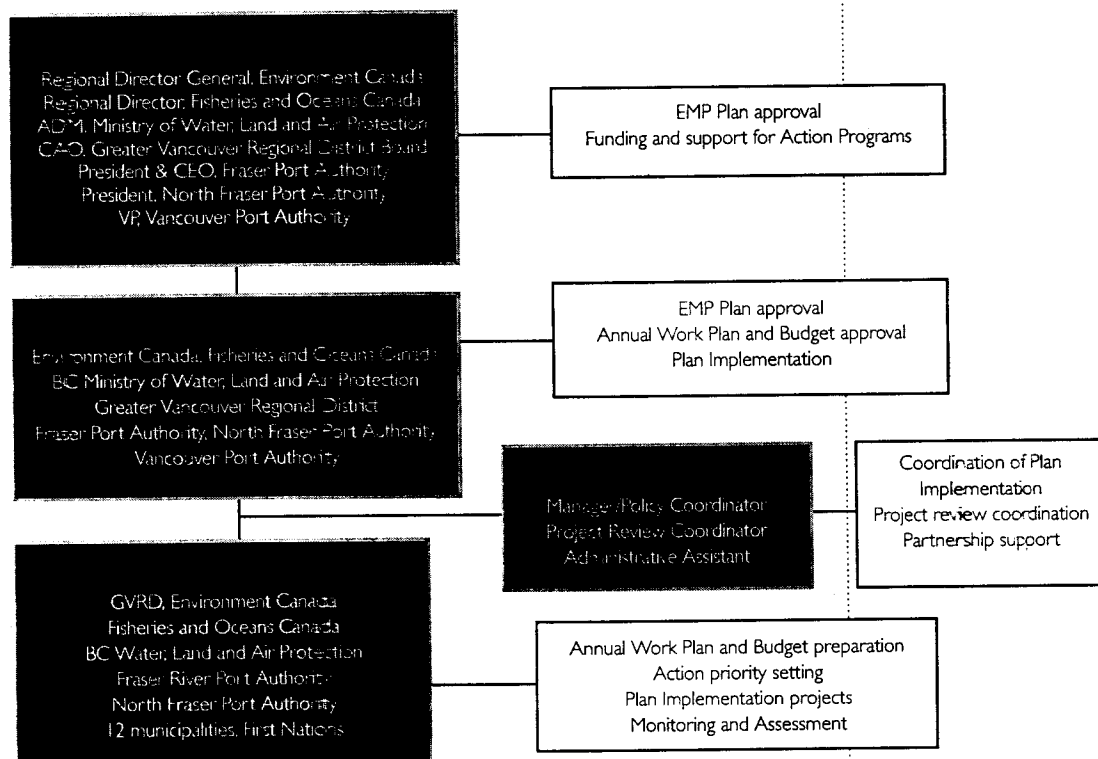 Regional Director General, Environment Canada
Regional Director, Fisheries and Oceans Canada
ADM, Ministry of Water, Land and Air Protection
CAO, Greater Vancouver Regional District Board
President & CEO, Fraser Port Authority
President, North Fraser Port Authority
VP, Vancouver Port Authority
EMP Plan approval
Funding and support for Action Programs
Environment Canada, Fisheries and Oceans Canada
BC Ministry of Water, Land and Air Protection
Greater Vancouver Regional District
Fraser Port Authority, North Fraser Port Authority
Vancouver Port Authority
EMP Plan approval
Annual Work Plan and Budget approval
Plan Implementation
Manager/Policy Coordinator
Project Review Coordinator
Administrative Assistant
Coordination of Plan
Implementation
Project review coordination
Partnership support
GVRD, Environment Canada
Fisheries and Oceans Canada
BC Water, Land and Air Protection
Fraser River Port Authority
North Fraser Port Authority
12 municipalities, First Nations
Annual Work Plan and Budget preparation
Action priority setting
Plan Implementation projects
Monitoring and Assessment